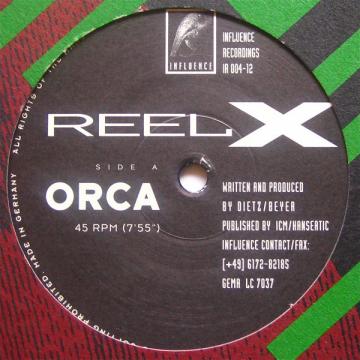 INFLUENCE
INFLUENCE
RECORDINGS
IR 004-12
REEL X
SIDE A
ORCA
45 RPM (7'55")
WRITTEN AND PRODUCED
BY DIETZ/BEYER
PUBLISHED BY ICM/HANSEATIC
INFLUENCE CONTACT/FAX:
(+49) 6172-82185
GEMA LC 7037
PROHIBITED. MADE IN GERMANY
ALL RIGHTS OF THE